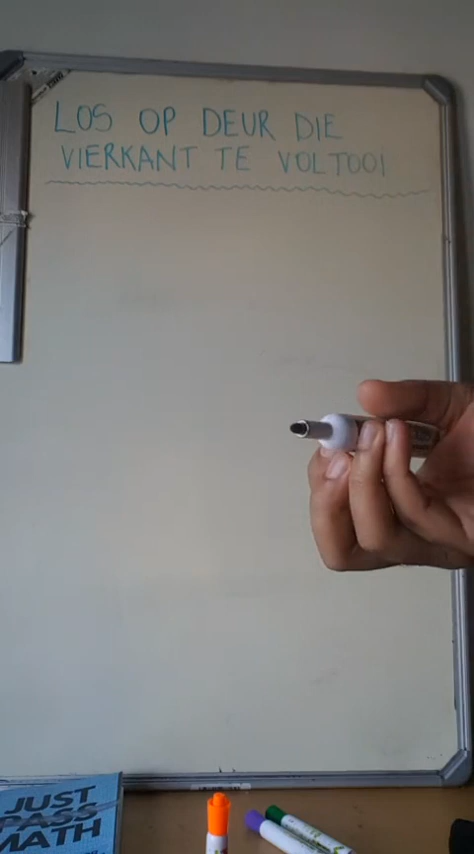 LOS OP DEUR DIE
VIERKANT TE VOLTOOi
JUST
PASS
MATH